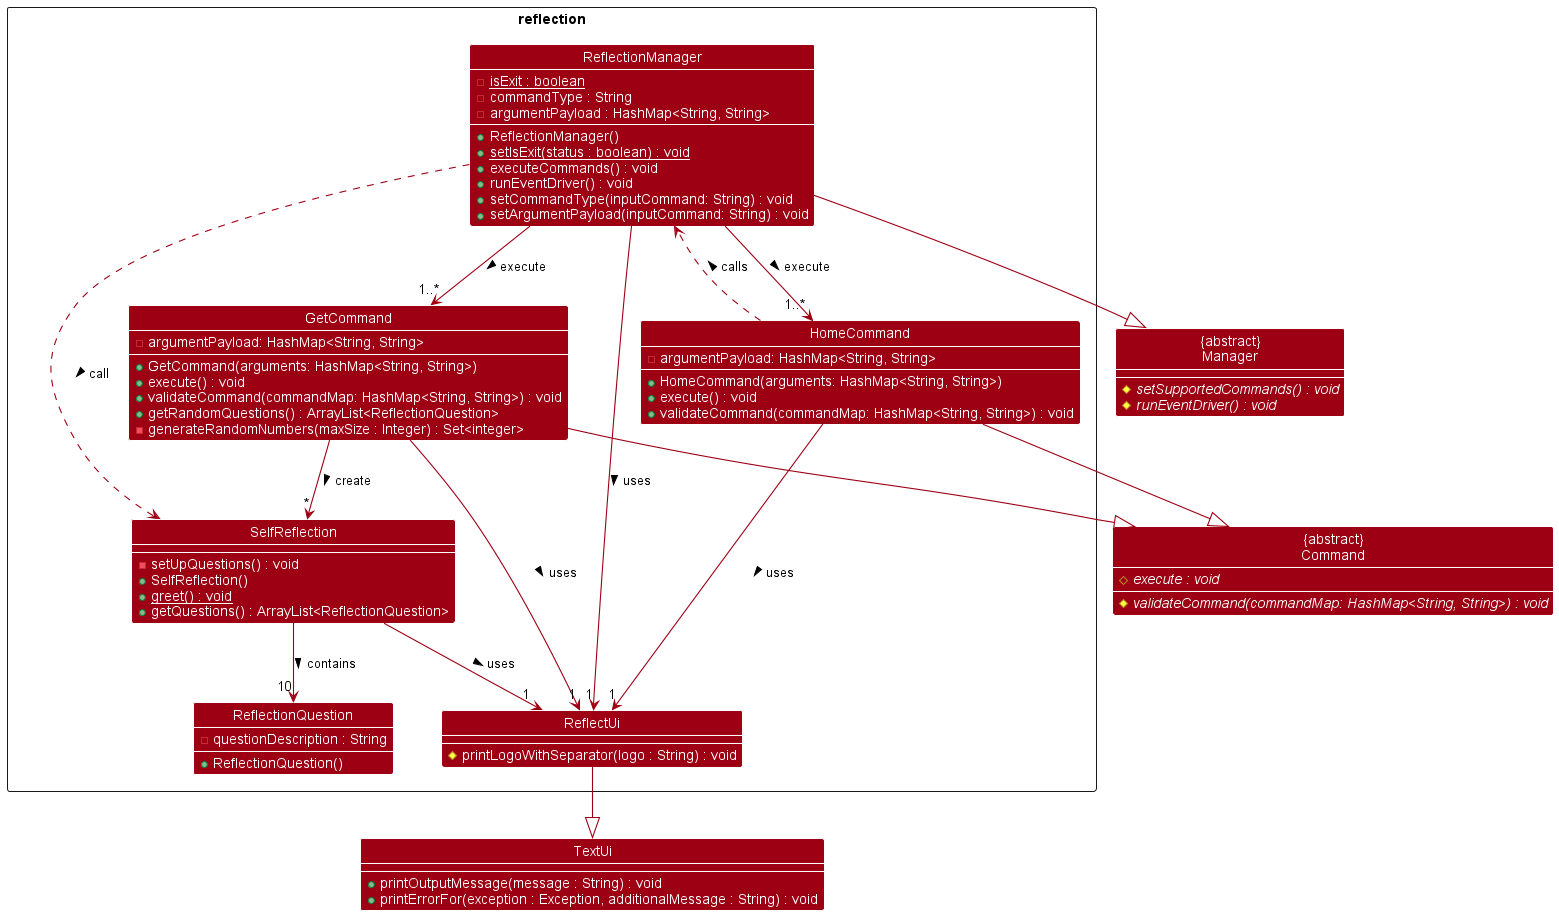 reflection
ReflectionManager
isExit : boolean
commandType : String
argumentPayload : HashMap<String, String>
ReflectionManager()
setIsExit(status : boolean) : void
executeCommands() : void
runEventDriver() : void
setCommandType(inputCommand: String) : void
setArgumentPayload(inputCommand: String) : void
execute
calls
execute
1..*
1..*
call
GetCommand
argumentPayload: HashMap<String, String>
GetCommand(arguments: HashMap<String, String>)
execute() : void
validateCommand(commandMap: HashMap<String, String>) : void
getRandomQuestions() : ArrayList<ReflectionQuestion>
generateRandomNumbers(maxSize : Integer) : Set<integer>
HomeCommand
argumentPayload: HashMap<String, String>
HomeCommand(arguments: HashMap<String, String>)
execute() : void
validateCommand(commandMap: HashMap<String, String>) : void
{abstract}
Manager
setSupportedCommands() : void
runEventDriver() : void
create
uses
*
SelfReflection
setUpQuestions() : void
SelfReflection()
greet() : void
getQuestions() : ArrayList<ReflectionQuestion>
uses
uses
{abstract}
Command
execute : void
validateCommand(commandMap: HashMap<String, String>) : void
contains
uses
10
1
1
1
1
ReflectionQuestion
questionDescription : String
ReflectionQuestion()
ReflectUi
printLogoWithSeparator(logo : String) : void
TextUi
printOutputMessage(message : String) : void
printErrorFor(exception : Exception, additionalMessage : String) : void